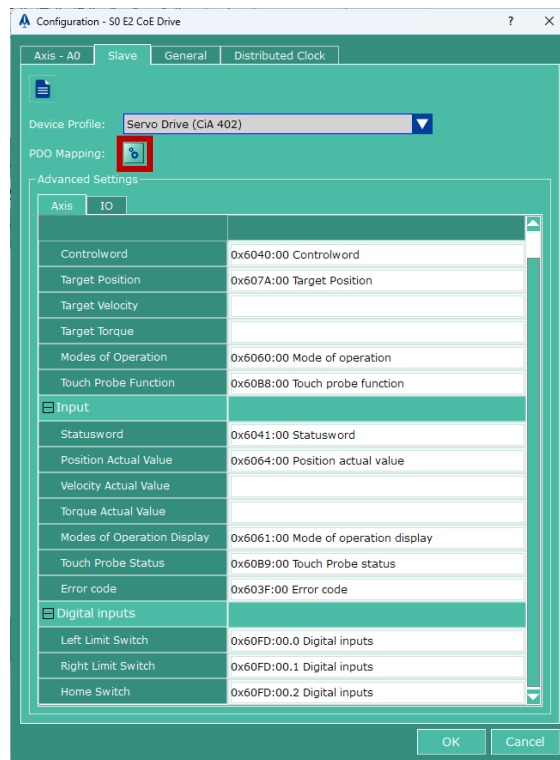 Configuration - S0 E2 CoE Drive
Axis - A0 Slave General Distributed Clock
Device Profile: Servo Drive (CiA 402)
PDO Mapping:
Advanced Settings
Axis IO
Controlword 0x6040:00 Controlword
Target Position 0x607A:00 Target Position
Target Velocity
Target Torque
Modes of Operation 0x6060:00 Mode of operation
Touch Probe Function 0x60B8:00 Touch probe function
Input
Statusword 0x6041:00 Statusword
Position Actual Value 0x6064:00 Position actual value
Velocity Actual Value
Torque Actual Value
Modes of Operation Display 0x6061:00 Mode of operation display
Touch Probe Status 0x60B9:00 Touch Probe status
Error code 0x603F:00 Error code
Digital inputs
Left Limit Switch 0x60FD:00.0 Digital inputs
Right Limit Switch 0x60FD:00.1 Digital inputs
Home Switch 0x60FD:00.2 Digital inputs
OK Cancel